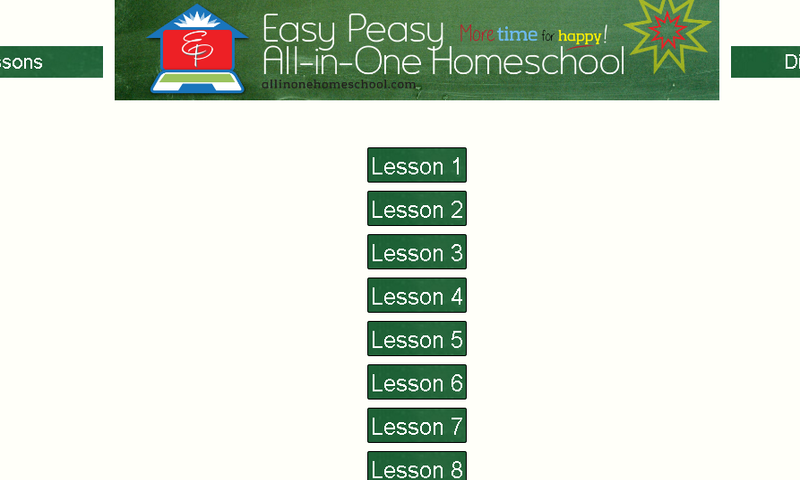 Easy Peasy More time for happy!
All-in-One Homeschool
allinonehomeschool.com
EP
ssons
Di
Lesson 1
Lesson 2
Lesson 3
Lesson 4
Lesson 5
Lesson 6
Lesson 7
Lesson 8